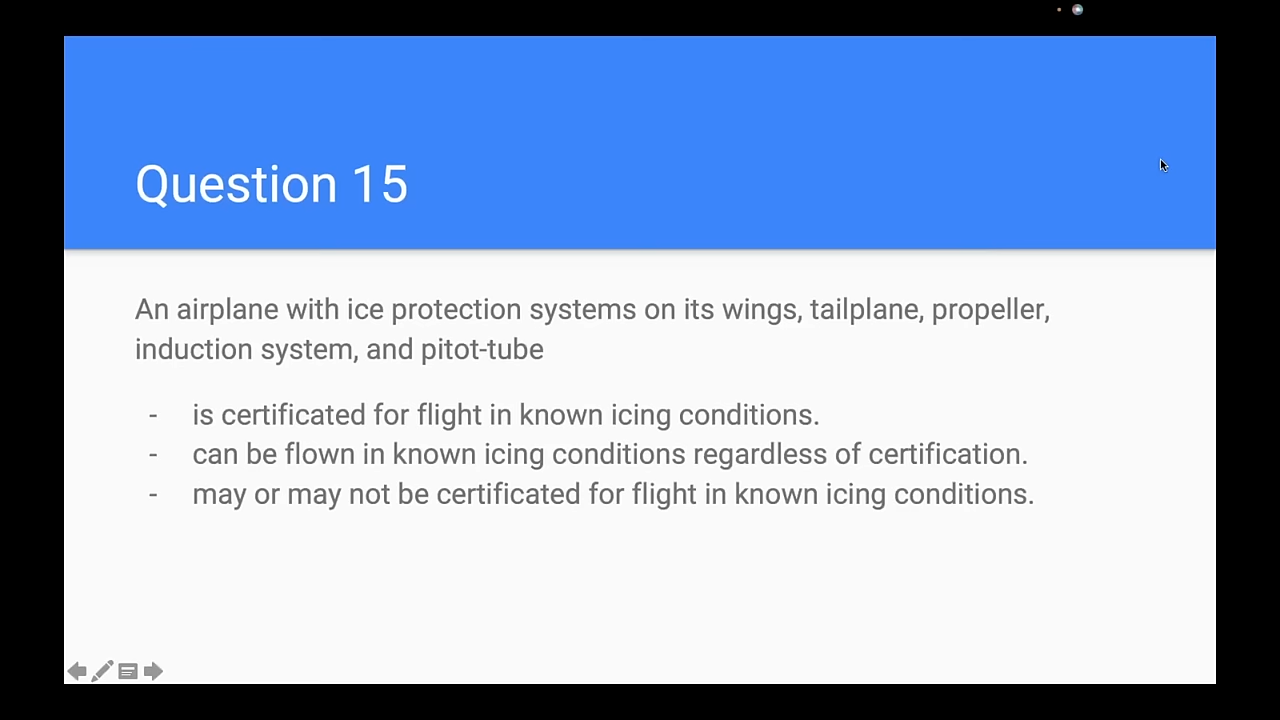 Question 15
An airplane with ice protection systems on its wings, tailplane, propeller,
induction system, and pitot-tube
- is certificated for flight in known icing conditions.
- can be flown in known icing conditions regardless of certification.
- may or may not be certificated for flight in known icing conditions.